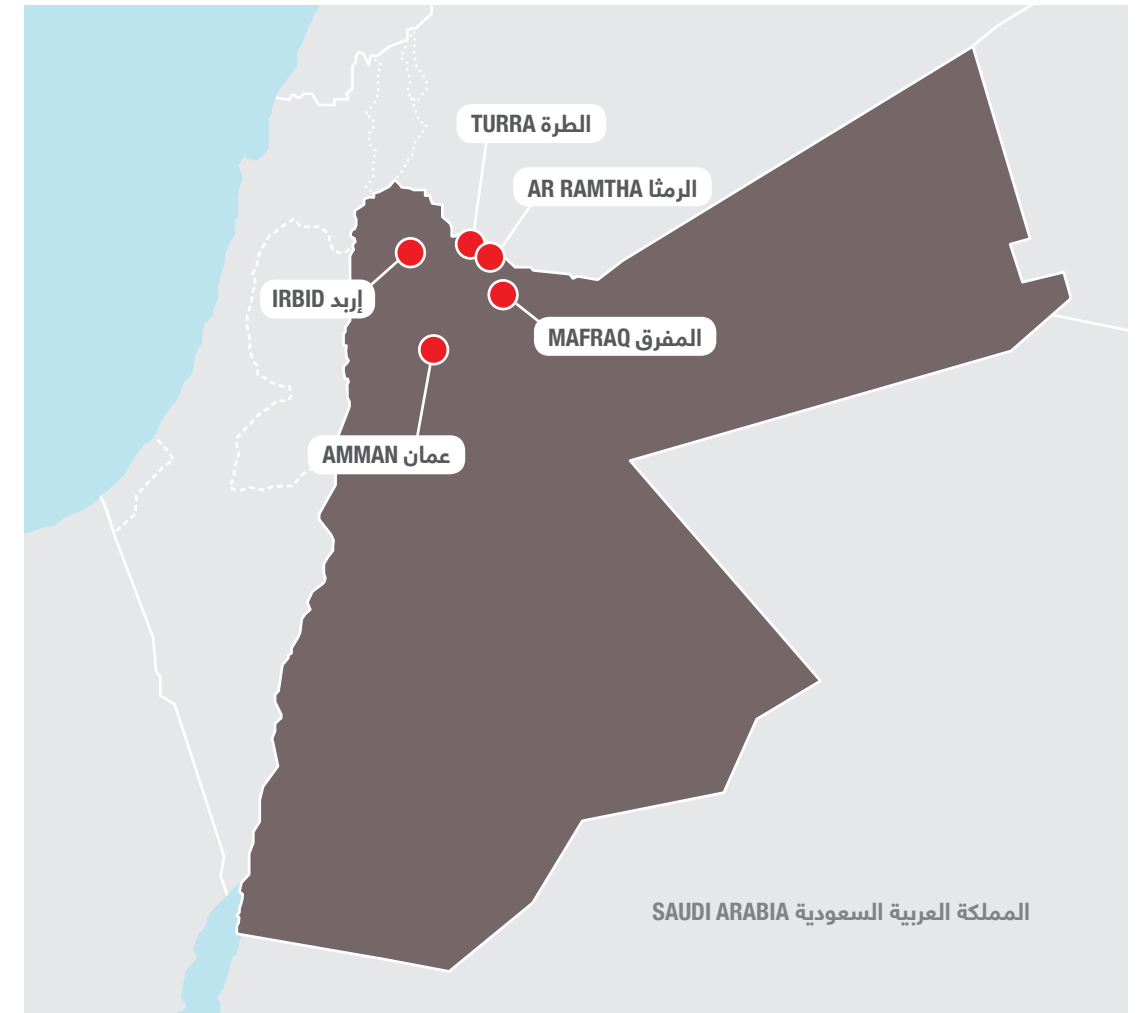 TURRA الطرة
AR RAMTHA الرمثا
IRBID إربد
MAFRAQ المفرق
AMMAN عمان
SAUDI ARABIA المملكة العربية السعودية